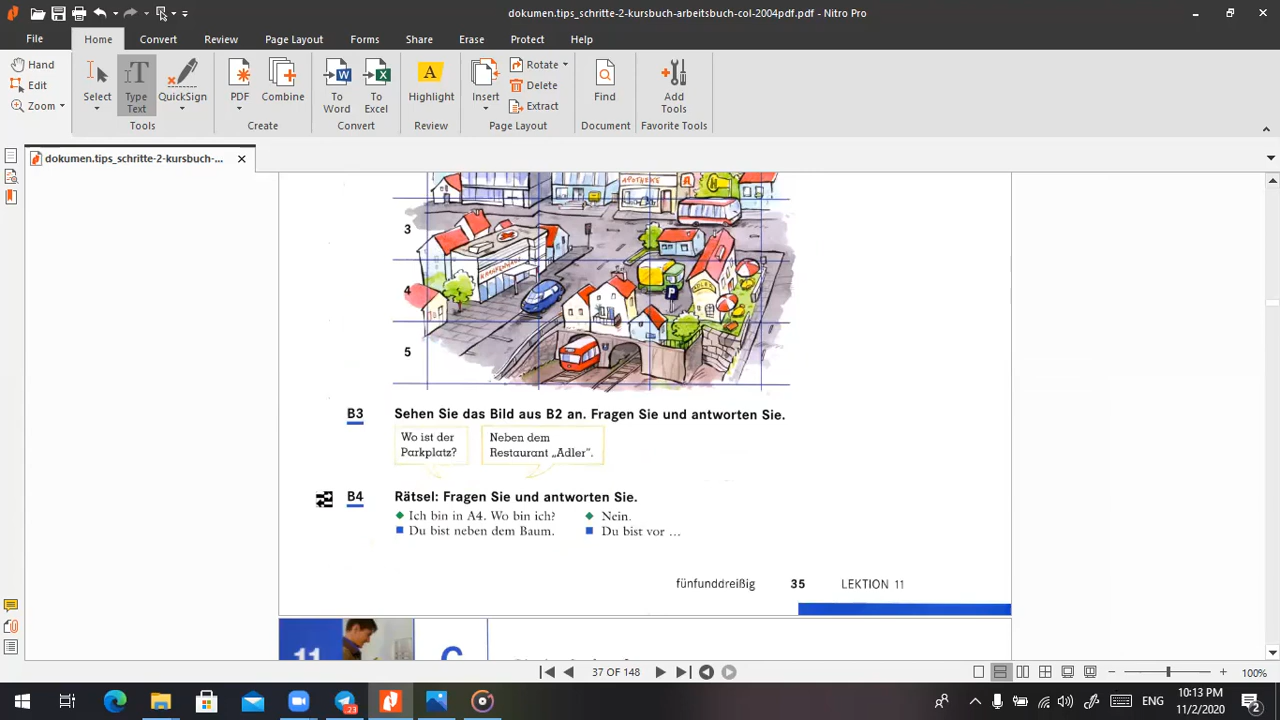 dokumen.tips_schritte-2-kursbuch-arbeitsbuch-col-2004pdf.pdf - Nitro Pro
File Home Convert Review Page Layout Forms Share Erase Protect Help
Hand
Edit
Zoom
Select
Type Text
QuickSign
Tools
PDF
Combine
Create
To Word
To Excel
Convert
Highlight
Review
Insert
Rotate
Delete
Extract
Page Layout
Find
Document
Add Tools
Favorite Tools
dokumen.tips_schritte-2-kursbuch-...
APOTHEKE
A
H
3
KRANKENHAUS
4
P
ADLER
5
B3 Sehen Sie das Bild aus B2 an. Fragen Sie und antworten Sie.
Wo ist der
Parkplatz?
Neben dem
Restaurant „Adler".
B4 Rätsel: Fragen Sie und antworten Sie.
Ich bin in A4. Wo bin ich? Nein.
Du bist neben dem Baum. Du bist vor ...
fünfunddreißig 35 LEKTION 11
11 C
37 OF 148
100%
23
ENG
10:13 PM
11/2/2020
2